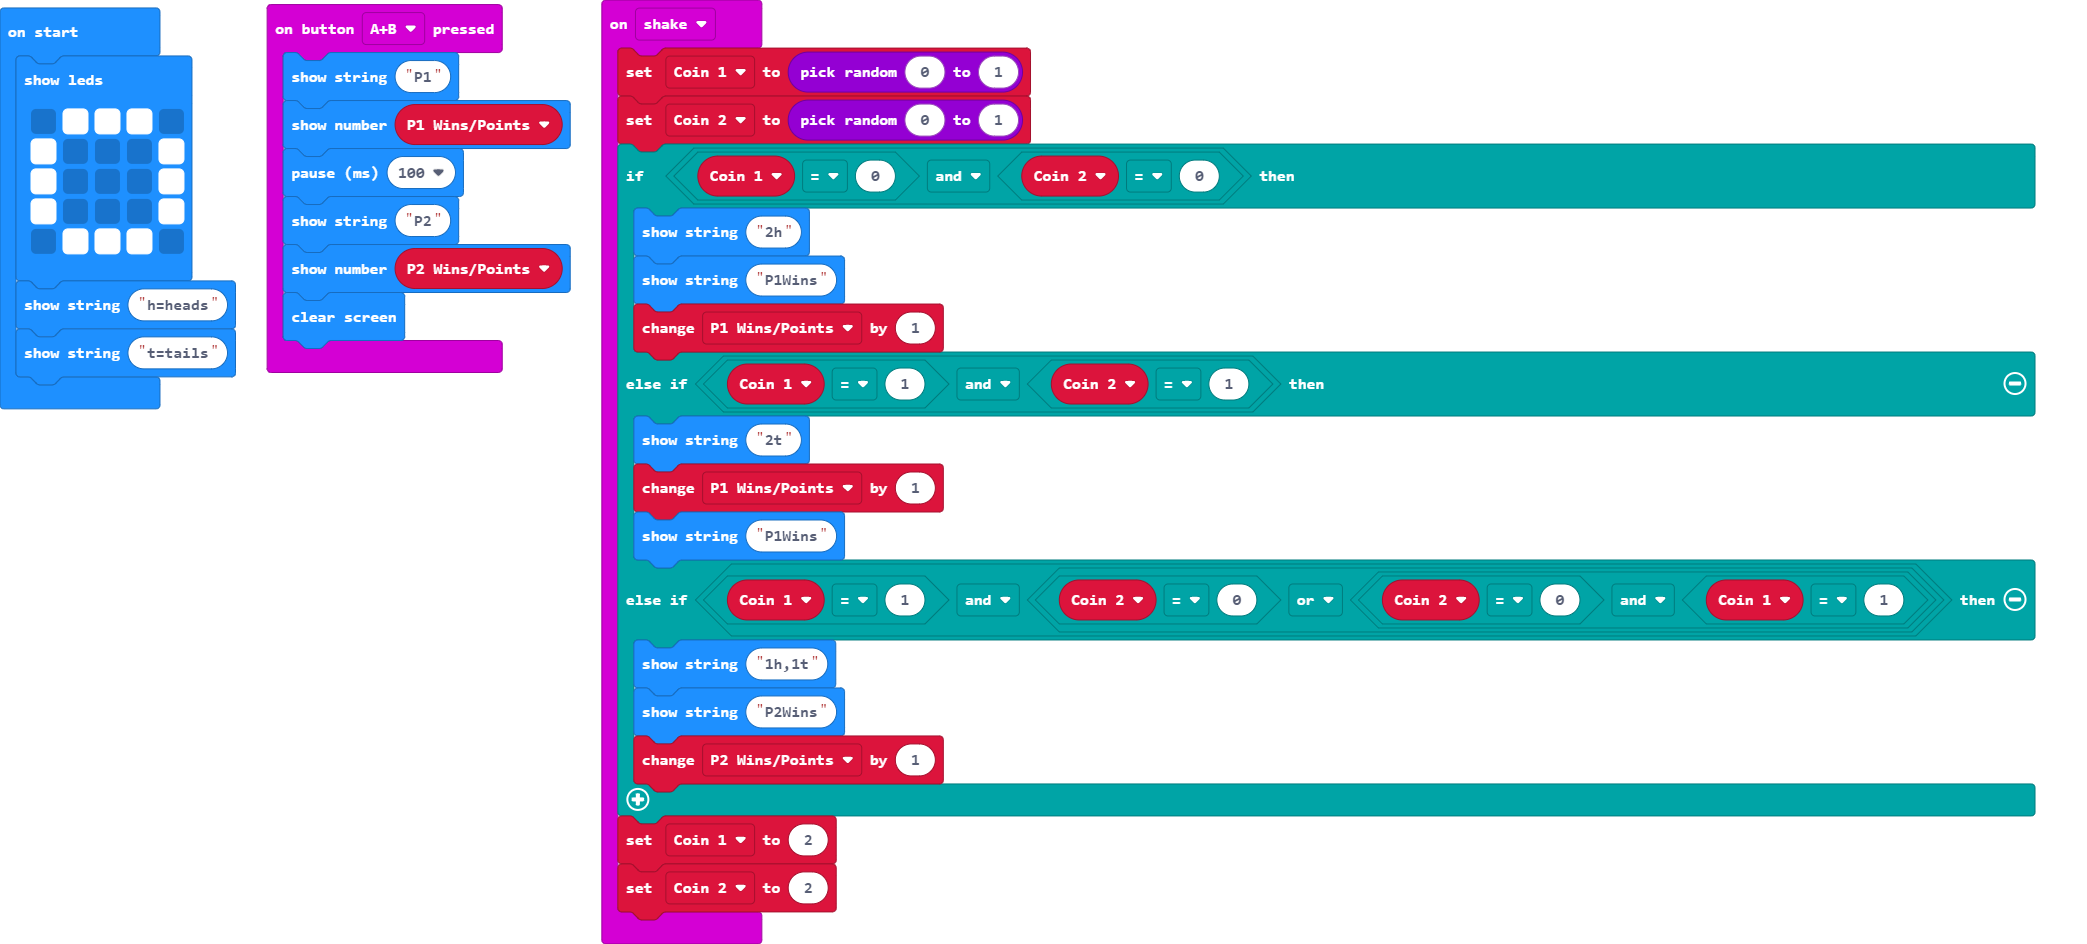 on start
show leds
show string "h=heads"
show string "t=tails"
on button A+B pressed
show string "P1"
show number P1 Wins/Points
pause (ms) 100
show string "P2"
show number P2 Wins/Points
clear screen
on shake
set Coin 1 to pick random 0 to 1
set Coin 2 to pick random 0 to 1
if Coin 1 = 0 and Coin 2 = 0 then
show string "2h"
show string "P1Wins"
change P1 Wins/Points by 1
else if Coin 1 = 1 and Coin 2 = 1 then
show string "2t"
change P1 Wins/Points by 1
show string "P1Wins"
else if Coin 1 = 1 and Coin 2 = 0 or Coin 2 = 0 and Coin 1 = 1 then
show string "1h,1t"
show string "P2Wins"
change P2 Wins/Points by 1
set Coin 1 to 2
set Coin 2 to 2